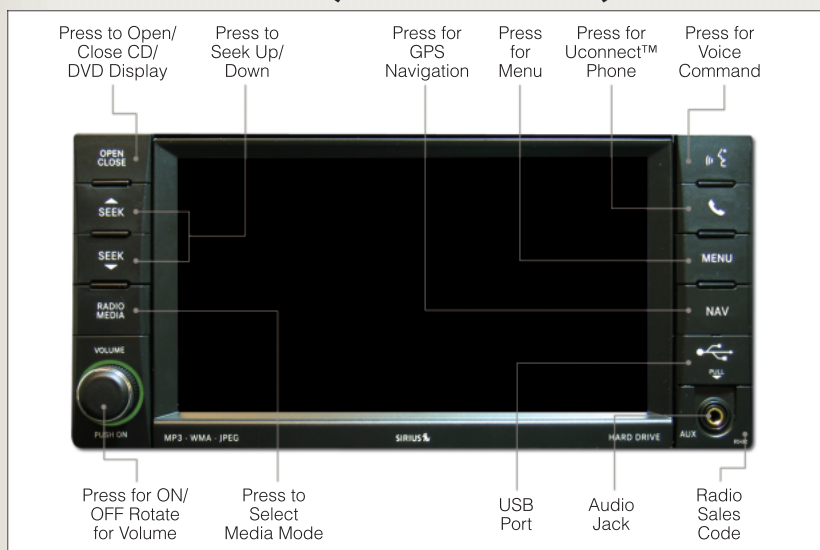 Press to Open/
Close CD/
DVD Display
Press to
Seek Up/
Down
Press for
GPS
Navigation
Press
for
Menu
Press for
Uconnect™
Phone
Press for
Voice
Command
OPEN
CLOSE
SEEK
SEEK
RADIO
MEDIA
VOLUME
PUSH ON
MP3 - WMA - JPEG
SIRIUS
HARD DRIVE
MENU
NAV
PULL
AUX
Press for ON/
OFF Rotate
for Volume
Press to
Select
Media Mode
USB
Port
Audio
Jack
Radio
Sales
Code